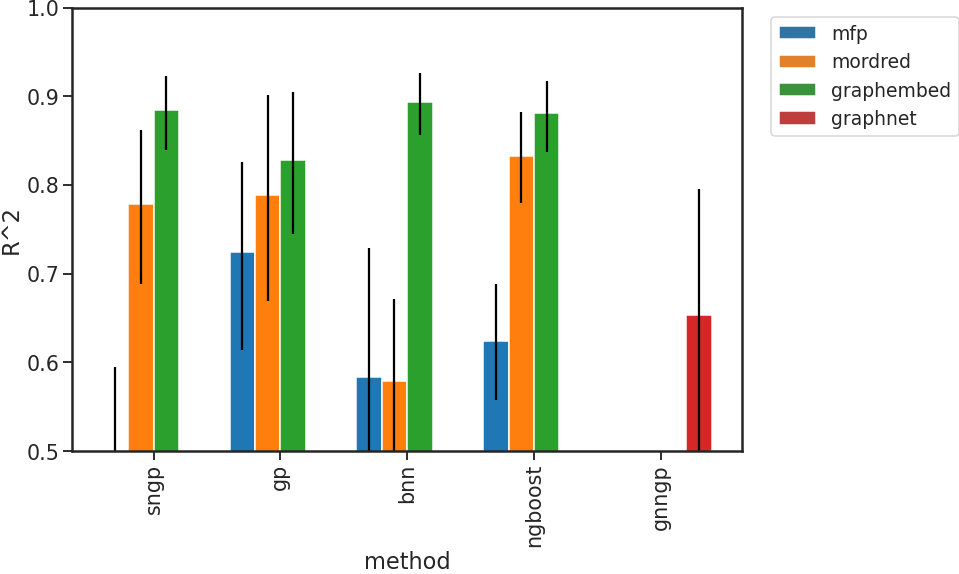 1.0
0.9
0.8
0.7
0.6
0.5
R^2
sngp
gp
bnn
ngboost
gnngp
method
mfp
mordred
graphembed
graphnet